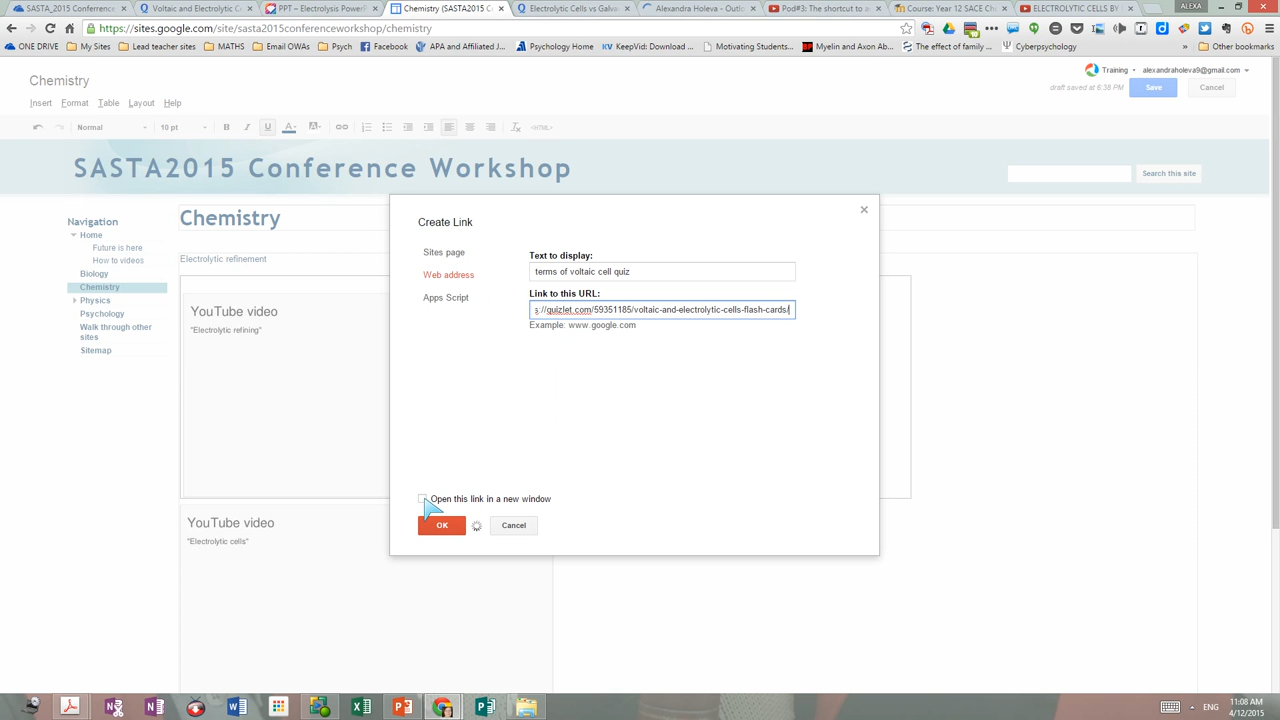 SASTA_2015 Conferenc
Voltaic and Electrolytic C
PPT – Electrolysis PowerP
Chemistry (SASTA2015 C
Electrolytic Cells vs Galva
Alexandra Holeva - Outlo
Pod#3: The shortcut to a
Course: Year 12 SACE Ch
ELECTROLYTIC CELLS BY
ALEXA
https://sites.google.com/site/sasta2015conferenceworkshop/chemistry
ONE DRIVE
My Sites
Lead teacher sites
MATHS
Email OWAs
Psychology
Facebook
APA and Affiliated J...
Psychology Home
KeepVid: Download ...
Motivating Students...
Myelin and Axon Ab...
The effect of family ...
Cyberpsychology
»
Other bookmarks
Chemistry
Training
alexandraholeva9@gmail.com
draft saved at 6:38 PM
Save
Cancel
Insert
Format
Table
Layout
Help
Normal
10 pt
B
I
U
A
<HTML>
SASTA2015 Conference Workshop
Search this site
Navigation
Home
Future is here
How to videos
Biology
Chemistry
Physics
Psychology
Walk through other
sites
Sitemap
Chemistry
Electrolytic refinement
YouTube video
"Electrolytic refining"
YouTube video
"Electrolytic cells"
Create Link
Sites page
Web address
Apps Script
Text to display:
terms of voltaic cell quiz
Link to this URL:
s://quizlet.com/59351185/voltaic-and-electrolytic-cells-flash-cards/
Example: www.google.com
Open this link in a new window
OK
Cancel
ENG
11:08 AM
4/12/2015